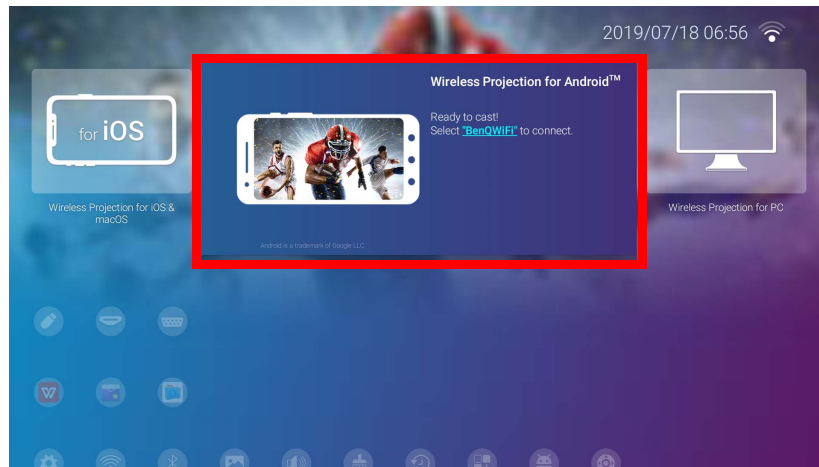 2019/07/18 06:56
for iOS
Wireless Projection for iOS &
macOS
Wireless Projection for Android™
Ready to cast!
Select "BenQWiFi" to connect.
Android is a trademark of Google LLC.
Wireless Projection for PC
W